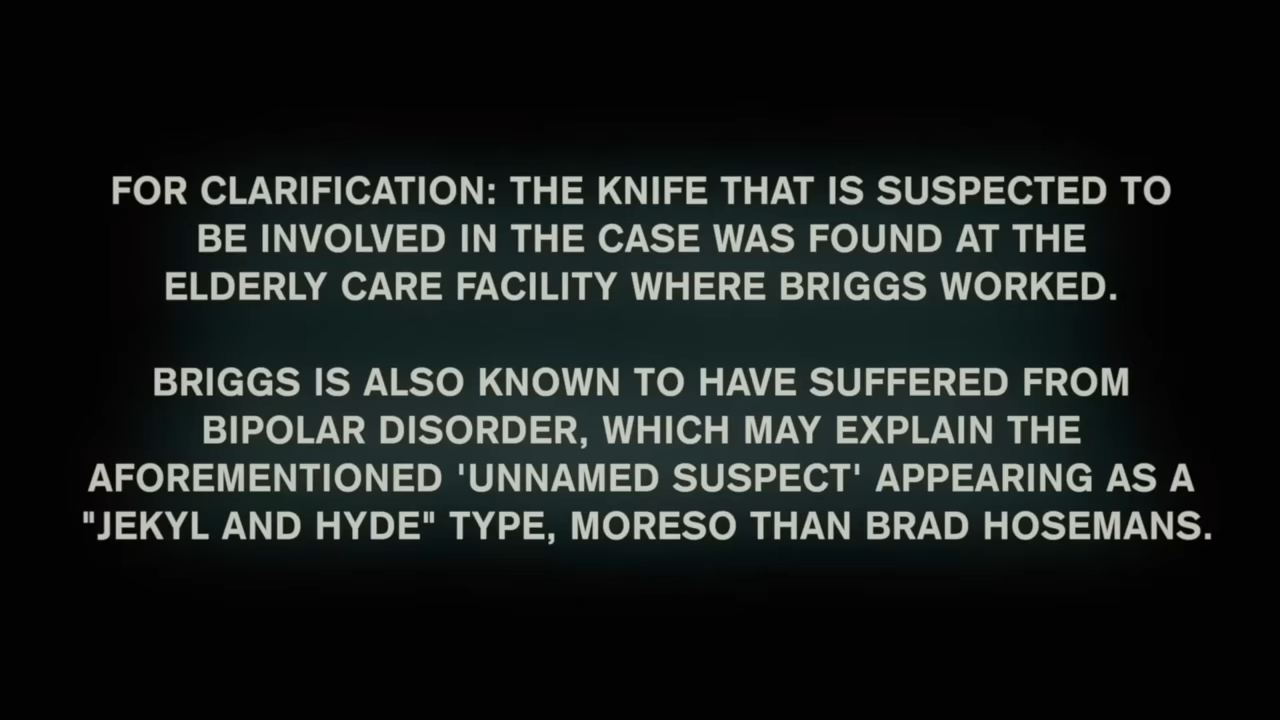 FOR CLARIFICATION: THE KNIFE THAT IS SUSPECTED TO
BE INVOLVED IN THE CASE WAS FOUND AT THE
ELDERLY CARE FACILITY WHERE BRIGGS WORKED.
BRIGGS IS ALSO KNOWN TO HAVE SUFFERED FROM
BIPOLAR DISORDER, WHICH MAY EXPLAIN THE
AFOREMENTIONED 'UNNAMED SUSPECT' APPEARING AS A
"JEKYL AND HYDE" TYPE, MORESO THAN BRAD HOSEMANS.